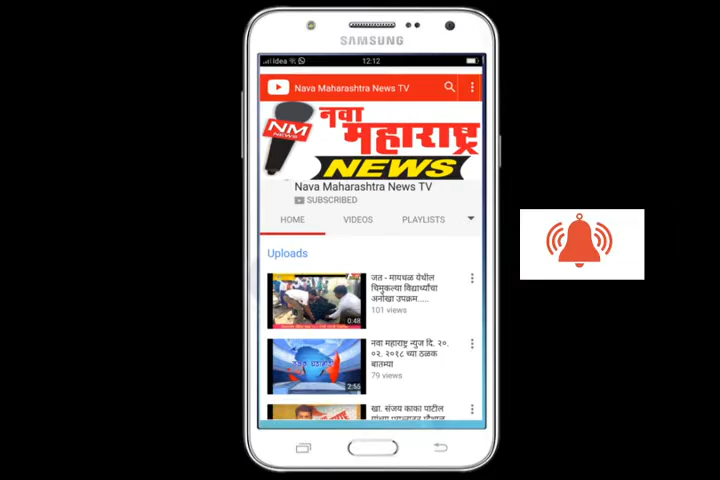 SAMSUNG
Idea
12:12
Nava Maharashtra News TV
नवा
महाराष्ट्र
NM
NEWS
NEWS
Nava Maharashtra News TV
SUBSCRIBED
HOME
VIDEOS
PLAYLISTS
Uploads
जत - मायथळ येथील
चिमुकल्या विद्यार्थ्यांचा
अनोखा उपक्रम.....
101 views
0:48
नवा महाराष्ट्र न्युज दि. २०.
०२. २०१८ च्या ठळक
बातम्या
79 views
2:55
खा. संजय काका पाटील